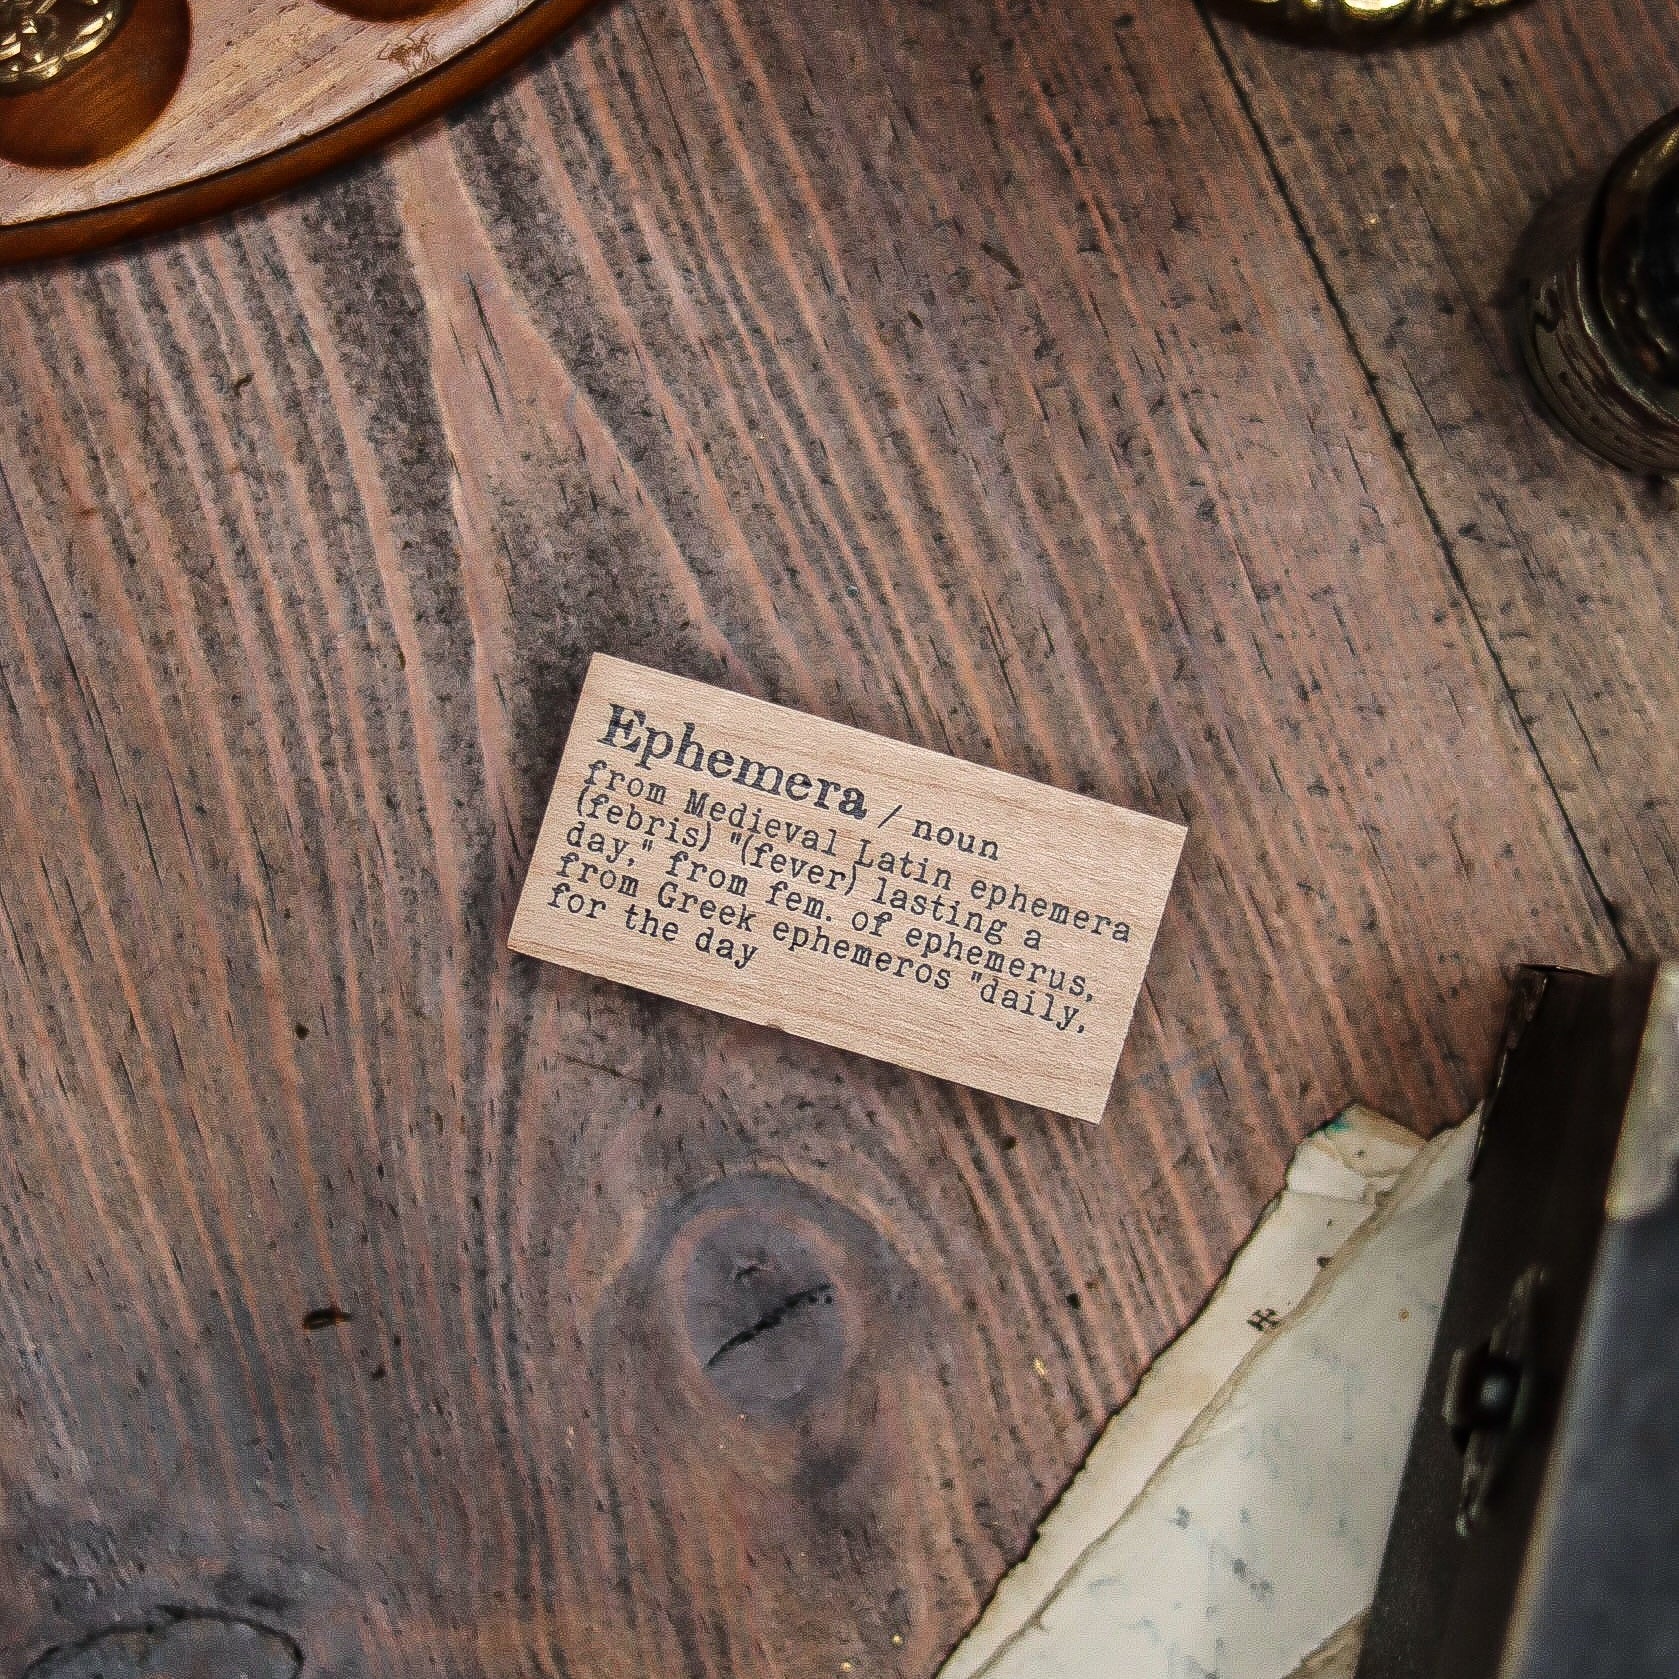 Ephemera / noun
from Medieval Latin ephemera
(febris) "(fever) lasting a
day," from fem. of ephemerus,
from Greek ephemeros "daily,
for the day